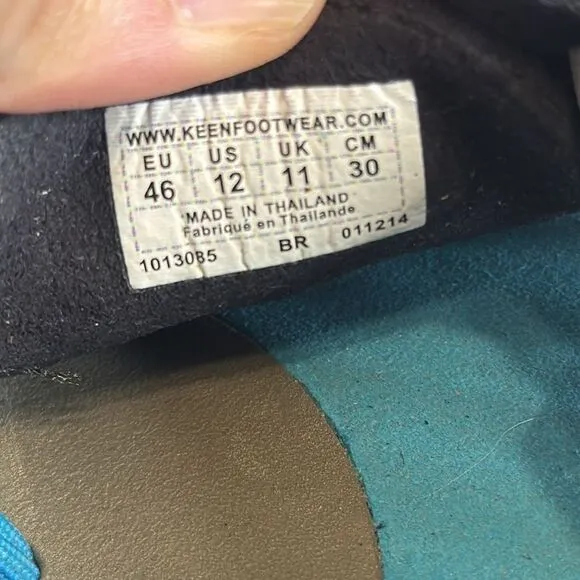 WWW.KEENFOOTWEAR.COM
EU US UK CM
46 12 11 30
MADE IN THAILAND
Fabriqué en Thaïlande
1013085 BR 011214